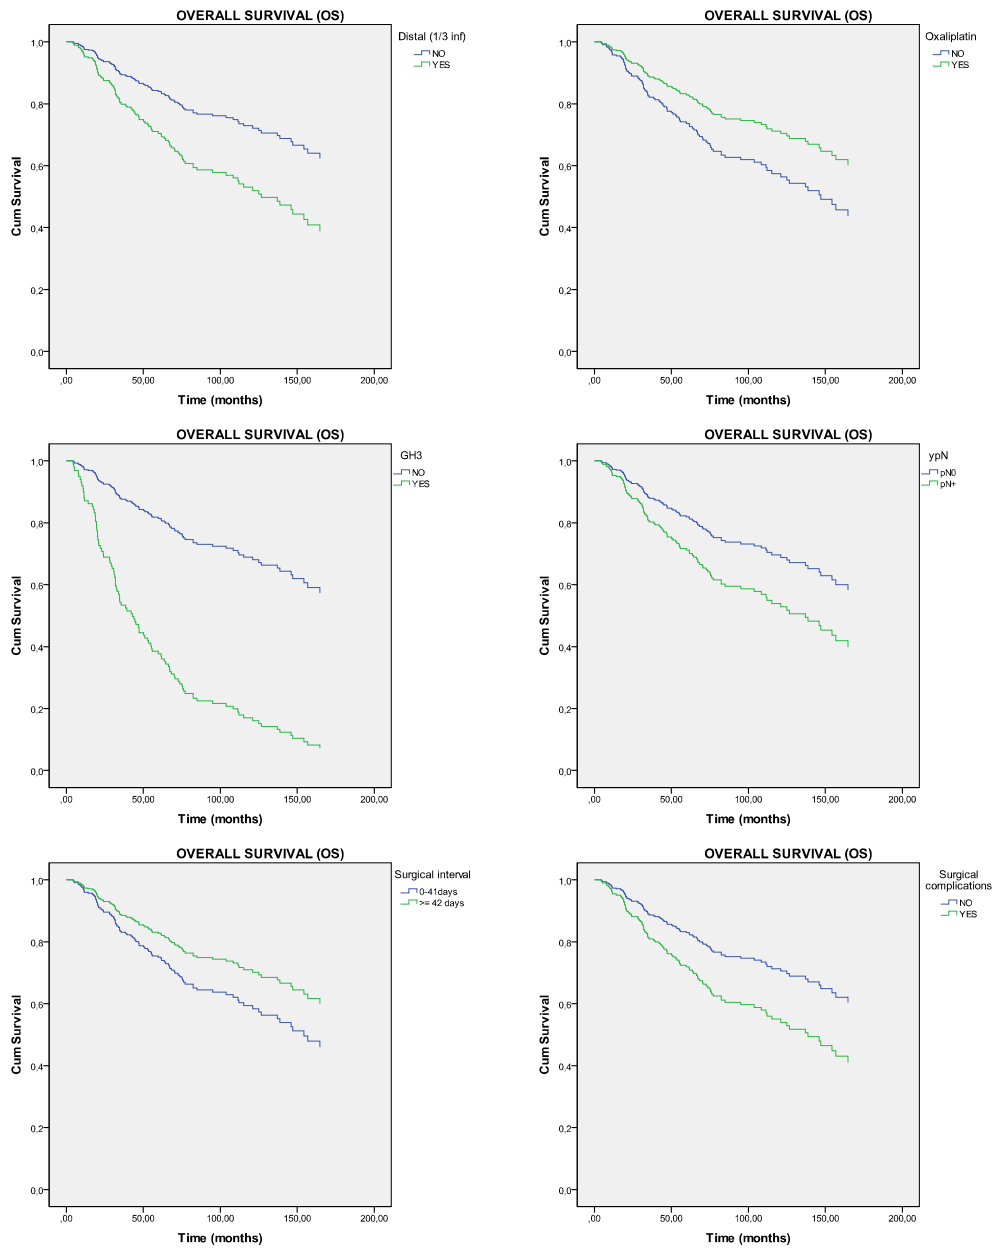 OVERALL SURVIVAL (OS)
Distal (1/3 inf)
NO
YES
1,0
0,8
0,6
0,4
0,2
0,0
Cum Survival
,00
50,00
100,00
150,00
200,00
Time (months)
OVERALL SURVIVAL (OS)
Oxaliplatin
NO
YES
1,0
0,8
0,6
0,4
0,2
0,0
Cum Survival
,00
50,00
100,00
150,00
200,00
Time (months)
OVERALL SURVIVAL (OS)
GH3
NO
YES
1,0
0,8
0,6
0,4
0,2
0,0
Cum Survival
,00
50,00
100,00
150,00
200,00
Time (months)
OVERALL SURVIVAL (OS)
ypN
pN0
pN+
1,0
0,8
0,6
0,4
0,2
0,0
Cum Survival
,00
50,00
100,00
150,00
200,00
Time (months)
OVERALL SURVIVAL (OS)
Surgical interval
0-41days
>= 42 days
1,0
0,8
0,6
0,4
0,2
0,0
Cum Survival
,00
50,00
100,00
150,00
200,00
Time (months)
OVERALL SURVIVAL (OS)
Surgical
complications
NO
YES
1,0
0,8
0,6
0,4
0,2
0,0
Cum Survival
,00
50,00
100,00
150,00
200,00
Time (months)